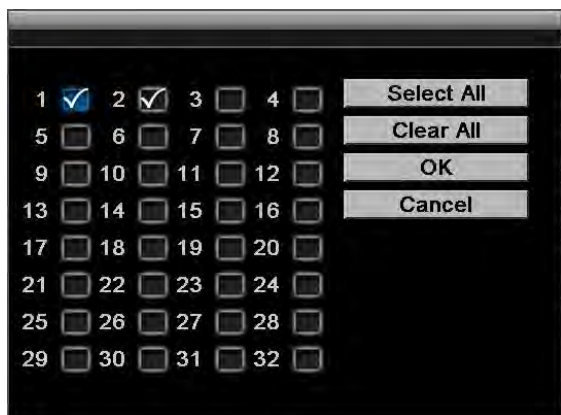 1 2 3 4 Select All
5 6 7 8 Clear All
9 10 11 12 OK
13 14 15 16 Cancel
17 18 19 20
21 22 23 24
25 26 27 28
29 30 31 32